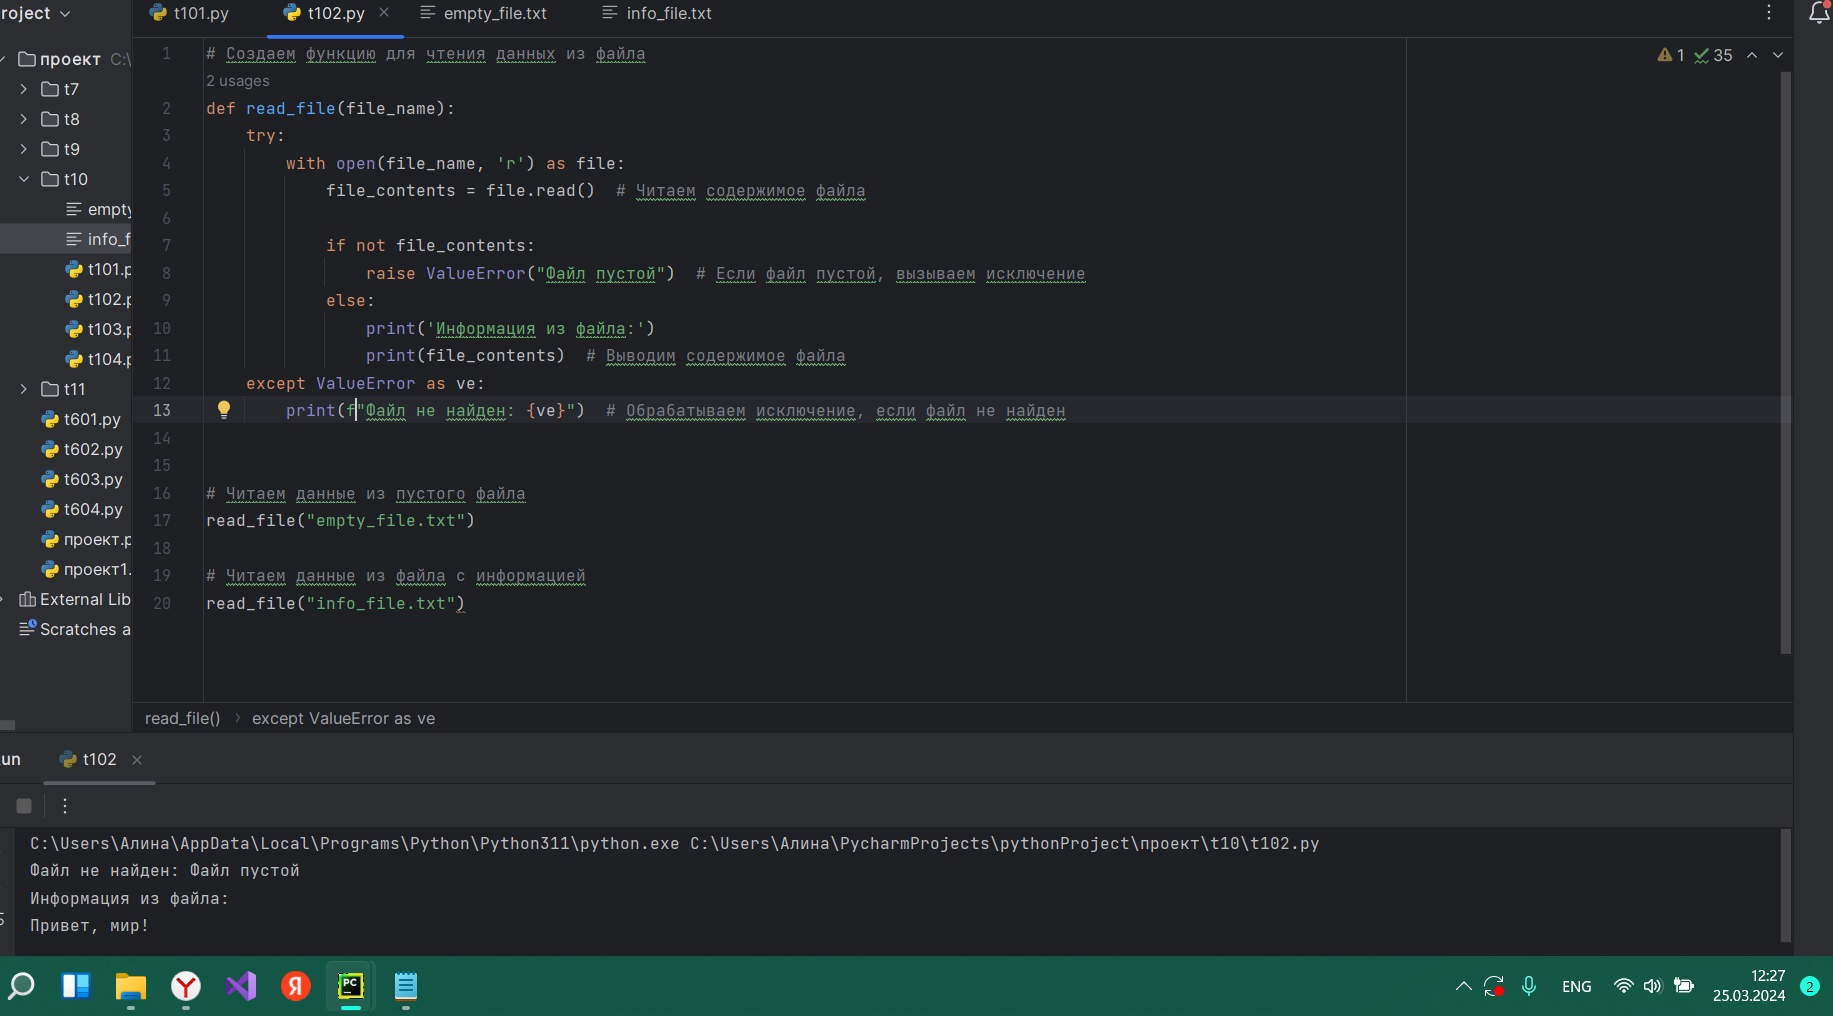 roject
t101.py
t102.py
empty_file.txt
info_file.txt
проект C:\
t7
t8
t9
t10
empty
info_f
t101.p
t102.p
t103.p
t104.p
t11
t601.py
t602.py
t603.py
t604.py
проект.p
проект1.
External Lib
Scratches a
1 35
1 # Создаем функцию для чтения данных из файла
2 usages
2 def read_file(file_name):
3 try:
4 with open(file_name, 'r') as file:
5 file_contents = file.read()  # Читаем содержимое файла
6
7 if not file_contents:
8 raise ValueError("Файл пустой")  # Если файл пустой, вызываем исключение
9 else:
10 print('Информация из файла:')
11 print(file_contents)  # Выводим содержимое файла
12 except ValueError as ve:
13 print(f"Файл не найден: {ve}")  # Обрабатываем исключение, если файл не найден
14
15
16 # Читаем данные из пустого файла
17 read_file("empty_file.txt")
18
19 # Читаем данные из файла с информацией
20 read_file("info_file.txt")
read_file() › except ValueError as ve
un
t102
C:\Users\Алина\AppData\Local\Programs\Python\Python311\python.exe C:\Users\Алина\PycharmProjects\pythonProject\проект\t10\t102.py
Файл не найден: Файл пустой
Информация из файла:
Привет, мир!
Я
PC
ENG
12:27
25.03.2024
2